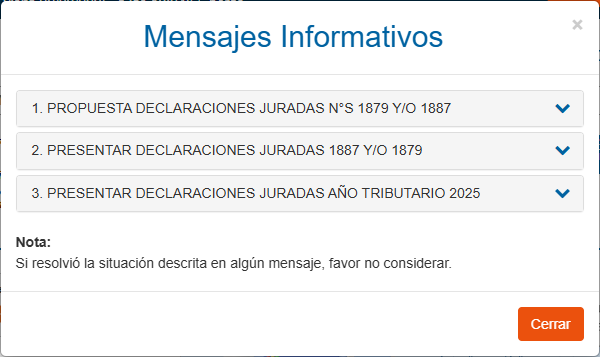 Mensajes Informativos
×
1. PROPUESTA DECLARACIONES JURADAS N°S 1879 Y/O 1887
2. PRESENTAR DECLARACIONES JURADAS 1887 Y/O 1879
3. PRESENTAR DECLARACIONES JURADAS AÑO TRIBUTARIO 2025
Nota:
Si resolvió la situación descrita en algún mensaje, favor no considerar.
Cerrar